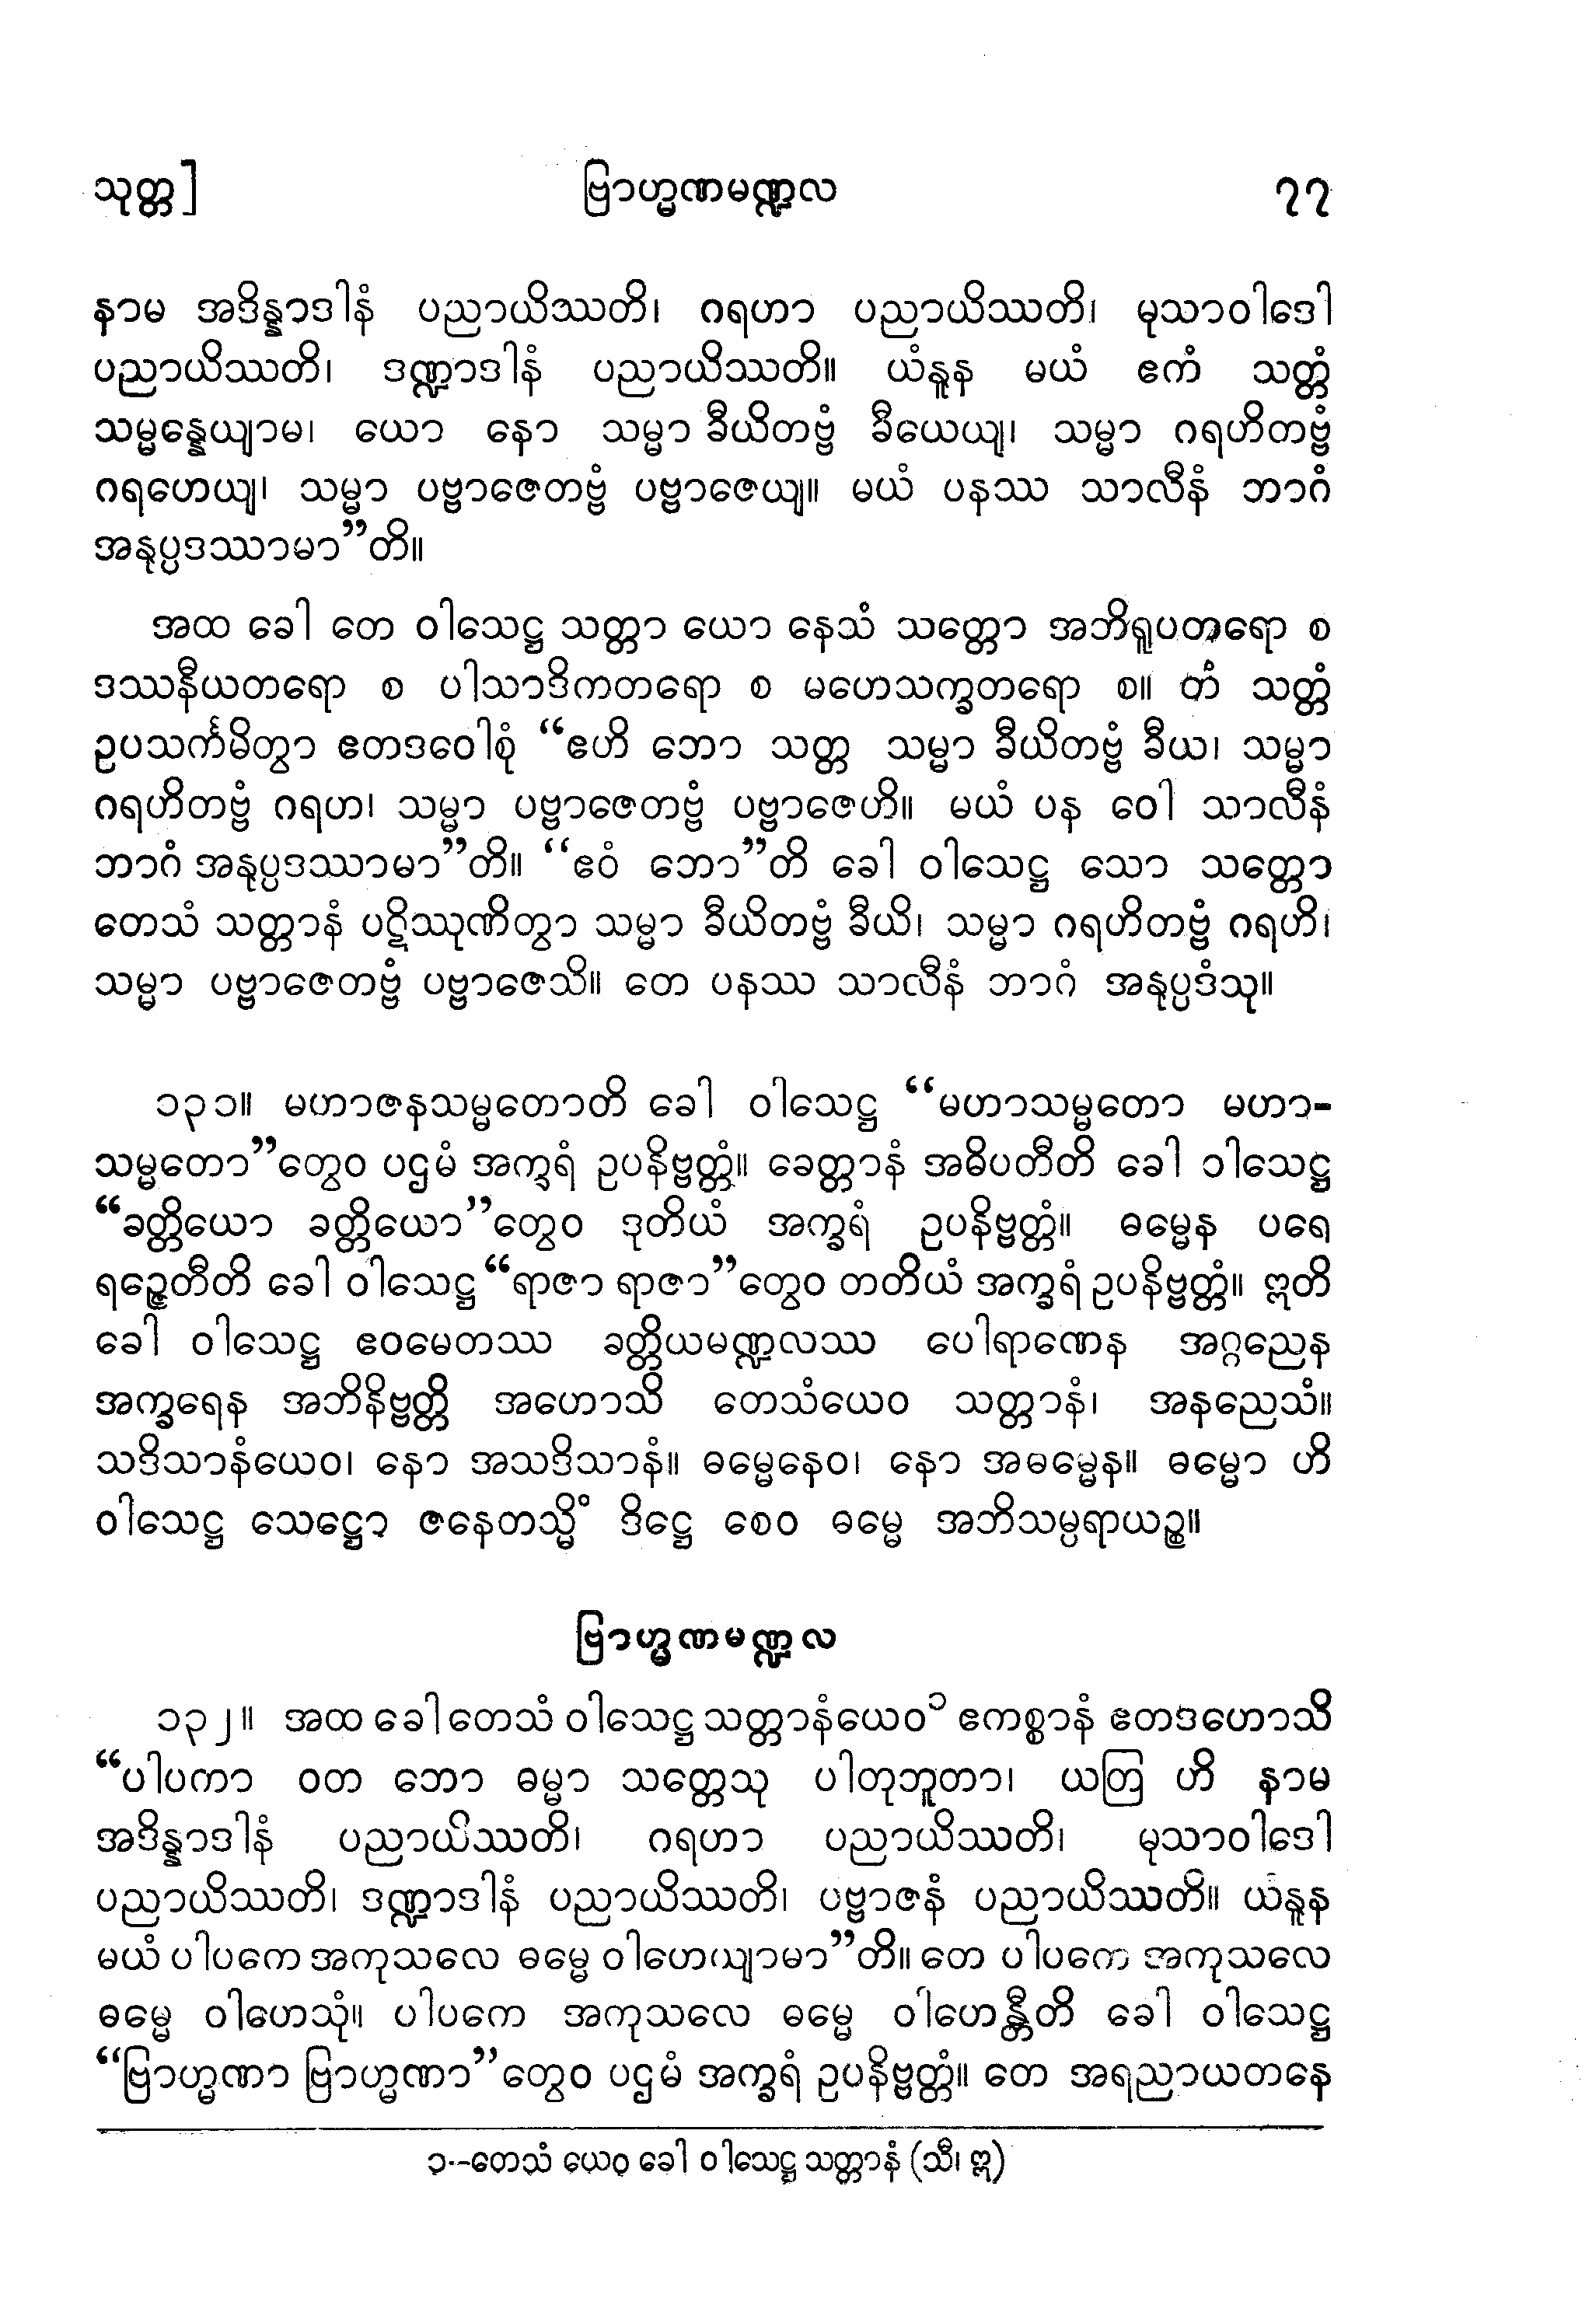 သုတ္တ] ဗြာဟ္မဏမဏ္ဍလ ၇၇
နာမ အဒိန္နာဒါနံ ပညာယိဿတိ၊ ဂရဟာ ပညာယိဿတိ၊ မုသာဝါဒေါ
ပညာယိဿတိ၊ ဒဏ္ဍာဒါနံ ပညာယိဿတိ။ ယံနူန မယံ ဧကံ သတ္တံ
သမ္မန္နေယျာမ၊ ယော နော သမ္မာ ခီယိတဗ္ဗံ ခီယေယျ၊ သမ္မာ ဂရဟိတဗ္ဗံ
ဂရဟေယျ၊ သမ္မာ ပဗ္ဗာဇေတဗ္ဗံ ပဗ္ဗာဇေယျ။ မယံ ပနဿ သာလီနံ ဘာဂံ
အနုပ္ပဒဿာမာ”တိ။
အထ ခေါ တေ ဝါသေဋ္ဌ သတ္တာ ယော နေသံ သတ္တော အဘိရူပတရော စ
ဒဿနီယတရော စ ပါသာဒိကတရော စ မဟေသက္ခတရော စ။ တံ သတ္တံ
ဥပသင်္ကမိတွာ ဧတဒဝေါစုံ “ဧဟိ ဘော သတ္တ သမ္မာ ခီယိတဗ္ဗံ ခီယ၊ သမ္မာ
ဂရဟိတဗ္ဗံ ဂရဟ၊ သမ္မာ ပဗ္ဗာဇေတဗ္ဗံ ပဗ္ဗာဇေဟိ။ မယံ ပန ဝေါ သာလီနံ
ဘာဂံ အနုပ္ပဒဿာမာ”တိ။ “ဧဝံ ဘော”တိ ခေါ ဝါသေဋ္ဌ သော သတ္တော
တေသံ သတ္တာနံ ပဋိဿုဏိတွာ သမ္မာ ခီယိတဗ္ဗံ ခီယိ၊ သမ္မာ ဂရဟိတဗ္ဗံ ဂရဟိ၊
သမ္မာ ပဗ္ဗာဇေတဗ္ဗံ ပဗ္ဗာဇေသိ။ တေ ပနဿ သာလီနံ ဘာဂံ အနုပ္ပဒံသု။
၁၃၁။ မဟာဇနသမ္မတောတိ ခေါ ဝါသေဋ္ဌ “မဟာသမ္မတော မဟာ-
သမ္မတော”တွေဝ ပဌမံ အက္ခရံ ဥပနိဗ္ဗတ္တံ။ ခေတ္တာနံ အဓိပတီတိ ခေါ ဝါသေဋ္ဌ
“ခတ္တိယော ခတ္တိယော”တွေဝ ဒုတိယံ အက္ခရံ ဥပနိဗ္ဗတ္တံ။ ဓမ္မေန ပရေ
ရဉ္ဇေတီတိ ခေါ ဝါသေဋ္ဌ “ရာဇာ ရာဇာ”တွေဝ တတိယံ အက္ခရံ ဥပနိဗ္ဗတ္တံ။ ဣတိ
ခေါ ဝါသေဋ္ဌ ဧဝမေတဿ ခတ္တိယမဏ္ဍလဿ ပေါရာဏေန အဂ္ဂညေန
အက္ခရေန အဘိနိဗ္ဗတ္တိ အဟောသိ တေသံယေဝ သတ္တာနံ၊ အနညေသံ။
သဒိသာနံယေဝ၊ နော အသဒိသာနံ။ ဓမ္မေနေဝ၊ နော အဓမ္မေန။ ဓမ္မော ဟိ
ဝါသေဋ္ဌ သေဋ္ဌော ဇနေတသ္မိံ ဒိဋ္ဌေ စေဝ ဓမ္မေ အဘိသမ္ပရာယဉ္စ။
ဗြာဟ္မဏမဏ္ဍလ
၁၃၂။ အထ ခေါ တေသံ ဝါသေဋ္ဌ သတ္တာနံယေဝ၁ ဧကစ္စာနံ ဧတဒဟောသိ
“ပါပကာ ဝတ ဘော ဓမ္မာ သတ္တေသု ပါတုဘူတာ၊ ယတြ ဟိ နာမ
အဒိန္နာဒါနံ ပညာယိဿတိ၊ ဂရဟာ ပညာယိဿတိ၊ မုသာဝါဒေါ
ပညာယိဿတိ၊ ဒဏ္ဍာဒါနံ ပညာယိဿတိ၊ ပဗ္ဗာဇနံ ပညာယိဿတိ။ ယံနူန
မယံ ပါပကေ အကုသလေ ဓမ္မေ ဝါဟေယျာမာ”တိ။ တေ ပါပကေ အကုသလေ
ဓမ္မေ ဝါဟေသုံ။ ပါပကေ အကုသလေ ဓမ္မေ ဝါဟေန္တီတိ ခေါ ဝါသေဋ္ဌ
“ဗြာဟ္မဏာ ဗြာဟ္မဏာ”တွေဝ ပဌမံ အက္ခရံ ဥပနိဗ္ဗတ္တံ။ တေ အရညာယတနေ
၁--တေသံ ယေဝ ခေါ ဝါသေဋ္ဌ သတ္တာနံ (သီ၊ ဣ)